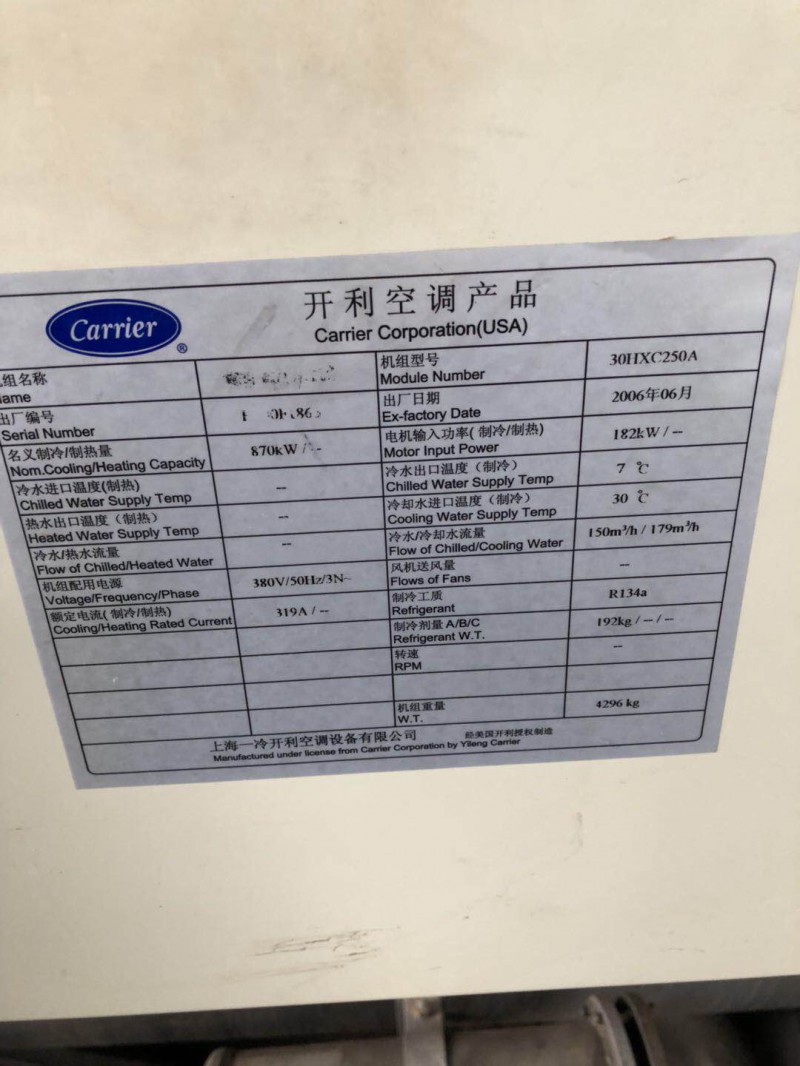 Carrier ®
开利空调产品
Carrier Corporation(USA)
组名称
ame
机组型号
Module Number
30HXC250A
出厂编号
Serial Number
出厂日期
Ex-factory Date
2006年06月
名义制冷/制热量
Nom.Cooling/Heating Capacity
870kW / --
电机输入功率( 制冷/制热)
Motor Input Power
182kW / --
冷水进口温度(制热)
Chilled Water Supply Temp
--
冷水出口温度（制冷）
Chilled Water Supply Temp
7 ℃
热水出口温度（制热）
Heated Water Supply Temp
--
冷却水进口温度（制冷）
Cooling Water Supply Temp
30 ℃
冷水/热水流量
Flow of Chilled/Heated Water
--
冷水/冷却水流量
Flow of Chilled/Cooling Water
150m³/h / 179m³/h
机组配用电源
Voltage/Frequency/Phase
380V/50Hz/3N~
风机送风量
Flows of Fans
--
额定电流( 制冷/制热)
Cooling/Heating Rated Current
319A / --
制冷工质
Refrigerant
R134a
制冷剂量 A/B/C
Refrigerant W.T.
192kg / -- / --
转速
RPM
--
机组重量
W.T.
4296 kg
上海一冷开利空调设备有限公司 经美国开利授权制造
Manufactured under license from Carrier Corporation by Yileng Carrier